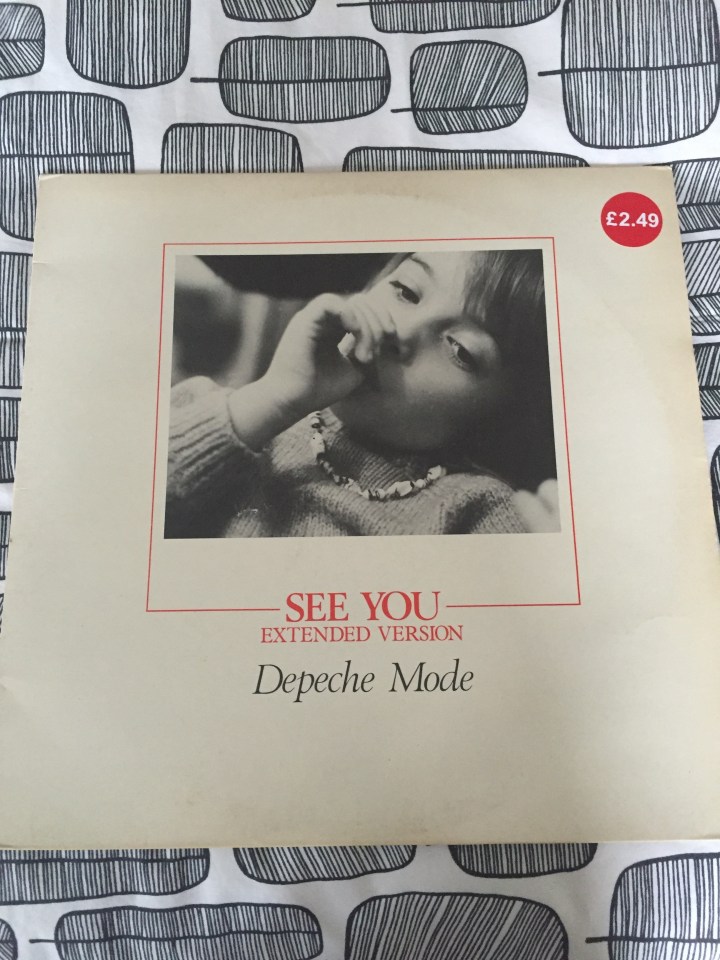 £2.49
SEE YOU
EXTENDED VERSION
Depeche Mode